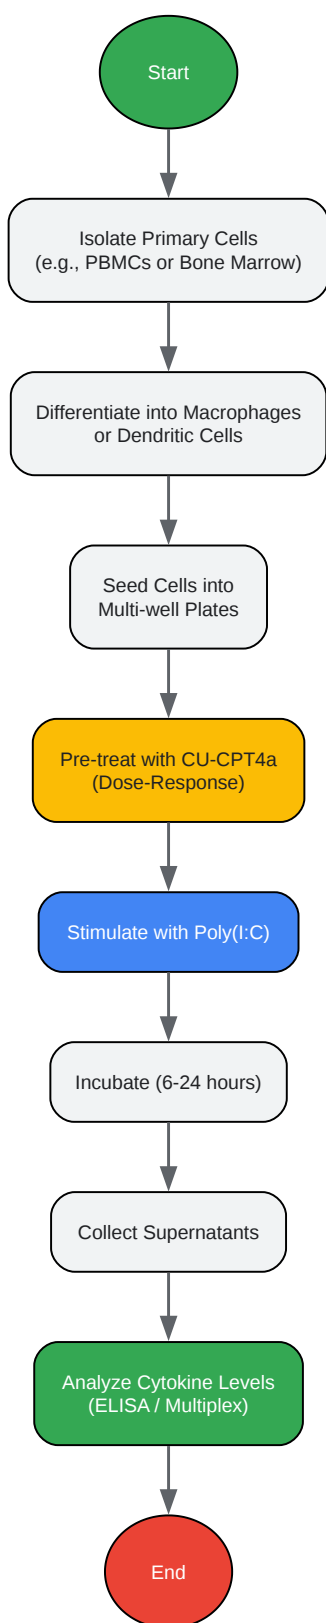 Start
Isolate Primary Cells
(e.g., PBMCs or Bone Marrow)
Differentiate into Macrophages
or Dendritic Cells
Seed Cells into
Multi-well Plates
Pre-treat with CU-CPT4a
(Dose-Response)
Stimulate with Poly(I:C)
Incubate (6-24 hours)
Collect Supernatants
Analyze Cytokine Levels
(ELISA / Multiplex)
End